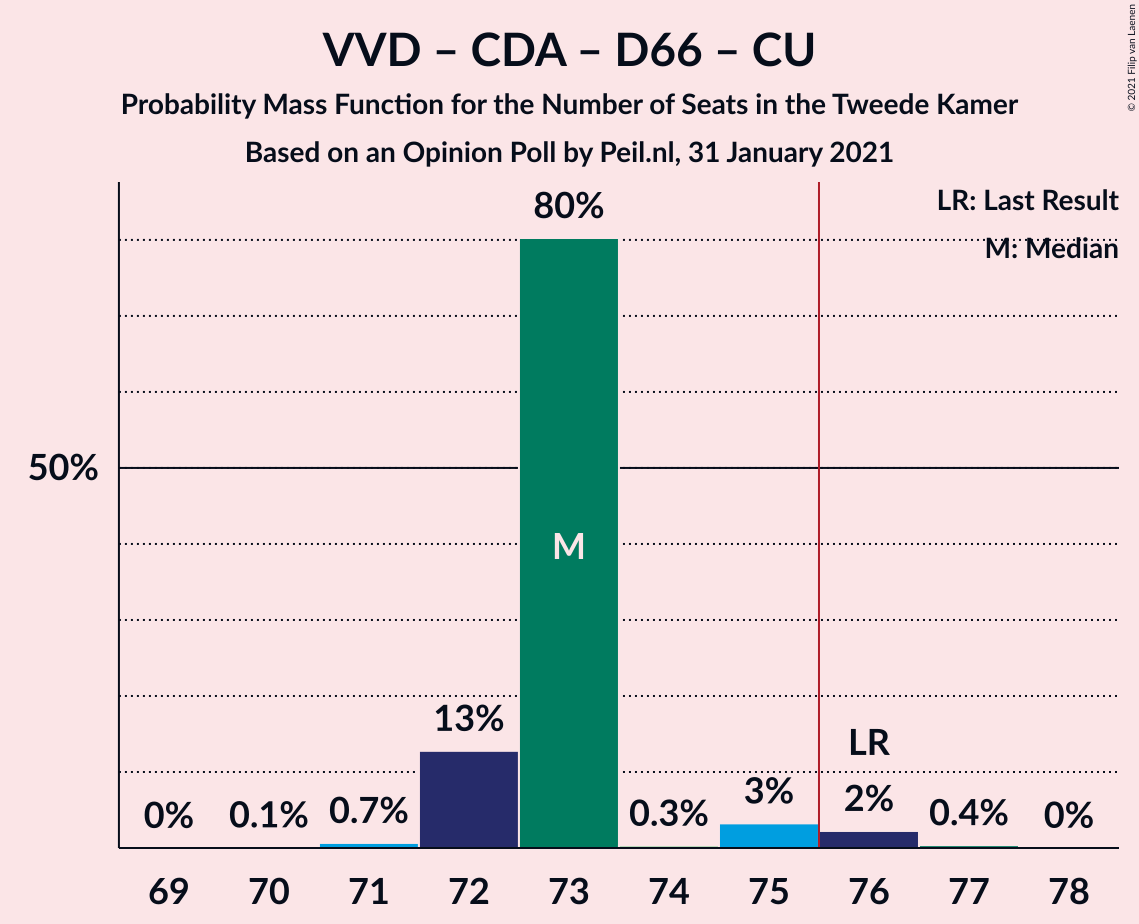 VVD – CDA – D66 – CU
Probability Mass Function for the Number of Seats in the Tweede Kamer
Based on an Opinion Poll by Peil.nl, 31 January 2021
© 2021 Filip van Laenen
LR: Last Result
M: Median
80%
50%
M
13%
LR
0%
0.1%
0.7%
0.3%
3%
2%
0.4%
0%
69
70
71
72
73
74
75
76
77
78